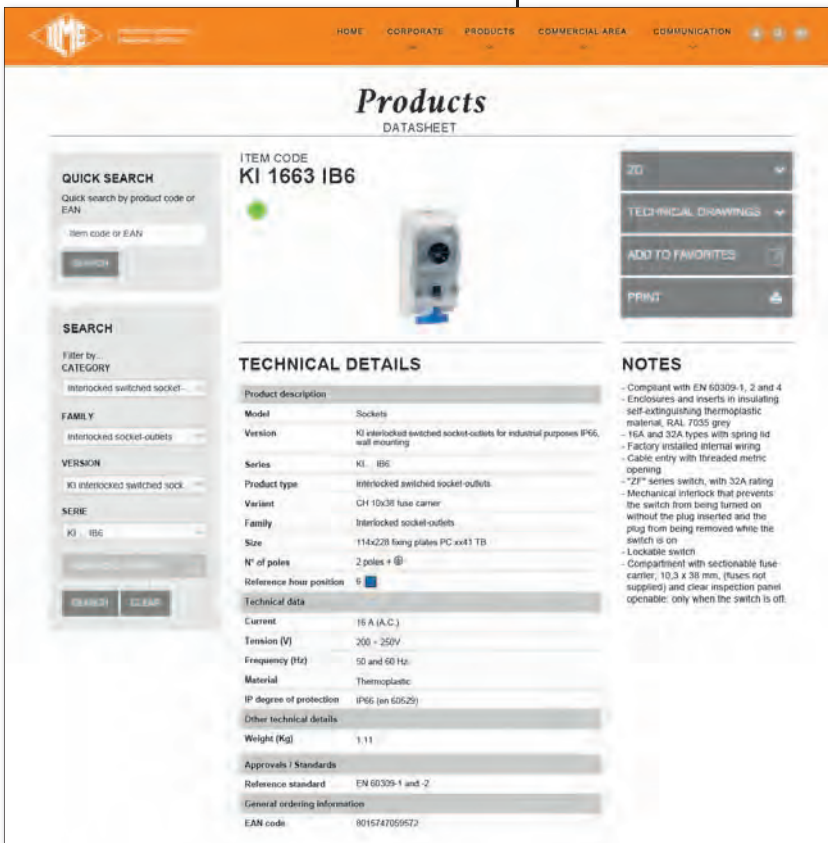 ILME
HOME CORPORATE PRODUCTS COMMERCIAL AREA COMMUNICATION
Products
DATASHEET
QUICK SEARCH
Quick search by product code or
EAN
Item code or EAN
SEARCH
SEARCH
Filter by...
CATEGORY
Interlocked switched socket-
FAMILY
Interlocked socket-outlets
VERSION
KI interlocked switched sock
SERIE
KI ... IB6
SEARCH CLEAR
ITEM CODE
KI 1663 IB6
2D
TECHNICAL DRAWINGS
ADD TO FAVORITES
PRINT
TECHNICAL DETAILS
Product description
Model Sockets
Version KI interlocked switched socket-outlets for industrial purposes IP66,
wall mounting
Series KI... IB6
Product type interlocked switched socket-outlets
Variant CH 10x38 fuse carrier
Family Interlocked socket-outlets
Size 114x228 fixing plates PC xx41 TB
N° of poles 2 poles +
Reference hour position 6
Technical data
Current 16 A (A.C.)
Tension (V) 200 ÷ 250V
Frequency (Hz) 50 and 60 Hz
Material Thermoplastic
IP degree of protection IP66 (en 60529)
Other technical details
Weight (Kg) 1.11
Approvals / Standards
Reference standard EN 60309-1 and -2
General ordering information
EAN code 8015747059572
NOTES
- Compliant with EN 60309-1, 2 and 4
- Enclosures and inserts in insulating
self-extinguishing thermoplastic
material, RAL 7035 grey
- 16A and 32A types with spring lid
- Factory installed internal wiring
- Cable entry with threaded metric
opening
- "ZF" series switch, with 32A rating
- Mechanical interlock that prevents
the switch from being turned on
without the plug inserted and the
plug from being removed while the
switch is on
- Lockable switch
- Compartment with sectionable fuse
carrier, 10,3 x 38 mm, (fuses not
supplied) and clear inspection panel
openable: only when the switch is off.